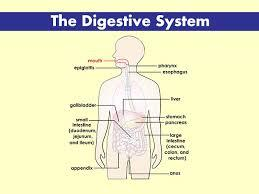 The Digestive System
mouth
epiglottis
pharynx
esophagus
gallbladder
liver
small
intestine
(duodenum,
jejunum,
and ileum)
stomach
pancreas
large
intestine
(cecum,
colon, and
rectum)
appendix
anus